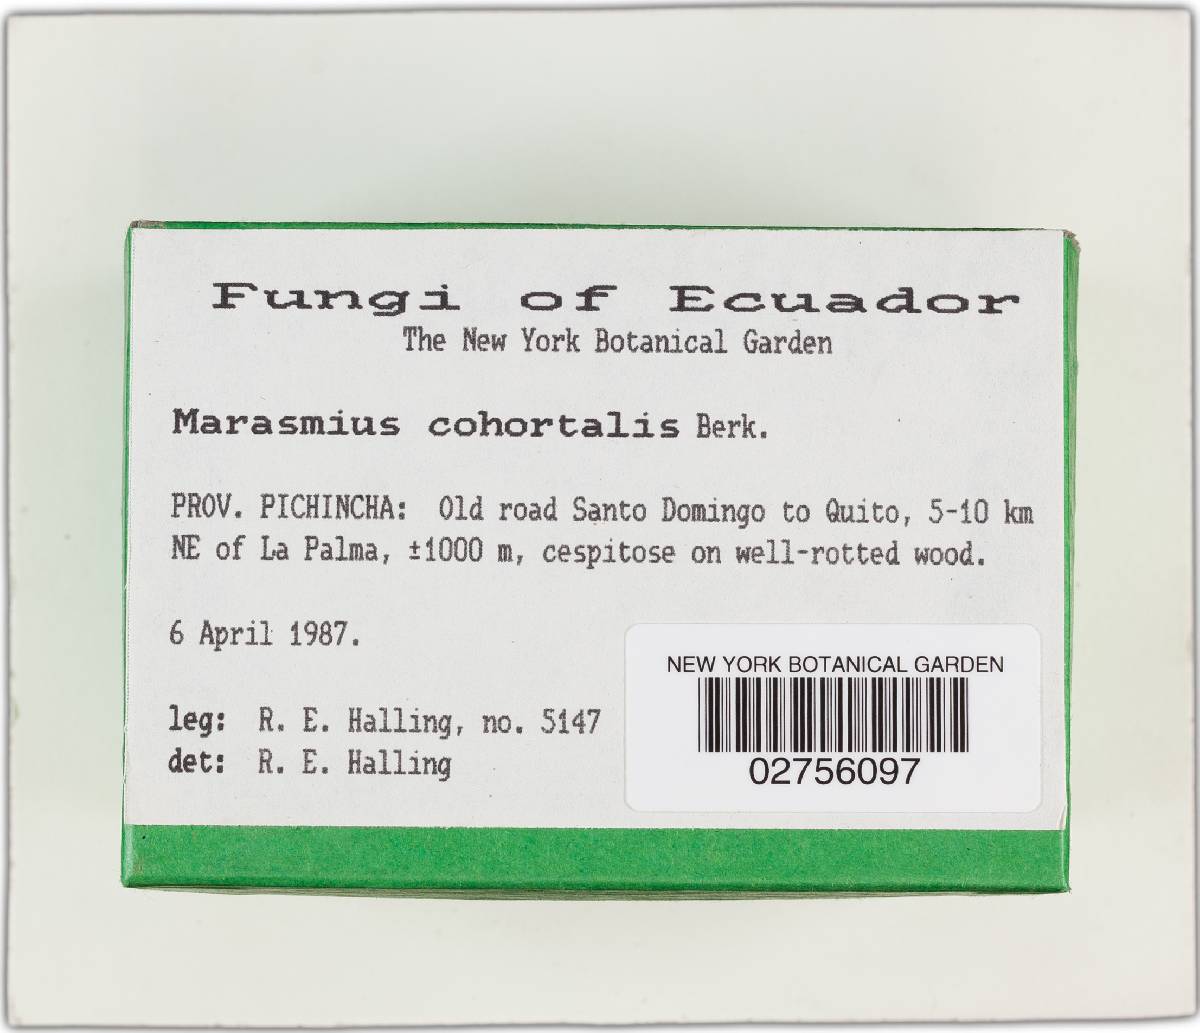 Fungi of Ecuador
The New York Botanical Garden
Marasmius cohortalis Berk.
PROV. PICHINCHA: Old road Santo Domingo to Quito, 5-10 km
NE of La Palma, ±1000 m, cespitose on well-rotted wood.
6 April 1987.
leg: R. E. Halling, no. 5147
det: R. E. Halling
NEW YORK BOTANICAL GARDEN
02756097